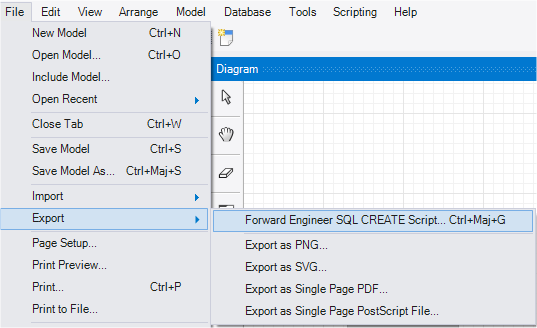 File Edit View Arrange Model Database Tools Scripting Help
New Model Ctrl+N
Open Model... Ctrl+O
Include Model...
Open Recent
Close Tab Ctrl+W
Save Model Ctrl+S
Save Model As... Ctrl+Maj+S
Import
Export
Page Setup...
Print Preview...
Print... Ctrl+P
Print to File...
Diagram
Forward Engineer SQL CREATE Script... Ctrl+Maj+G
Export as PNG...
Export as SVG...
Export as Single Page PDF...
Export as Single Page PostScript File...